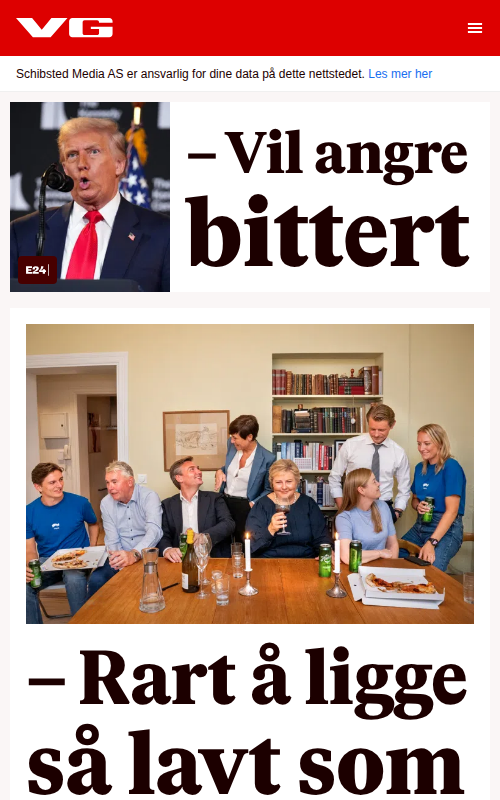 VG
Schibsted Media AS er ansvarlig for dine data på dette nettstedet. Les mer her
E24
– Vil angre
bittert
– Rart å ligge
så lavt som